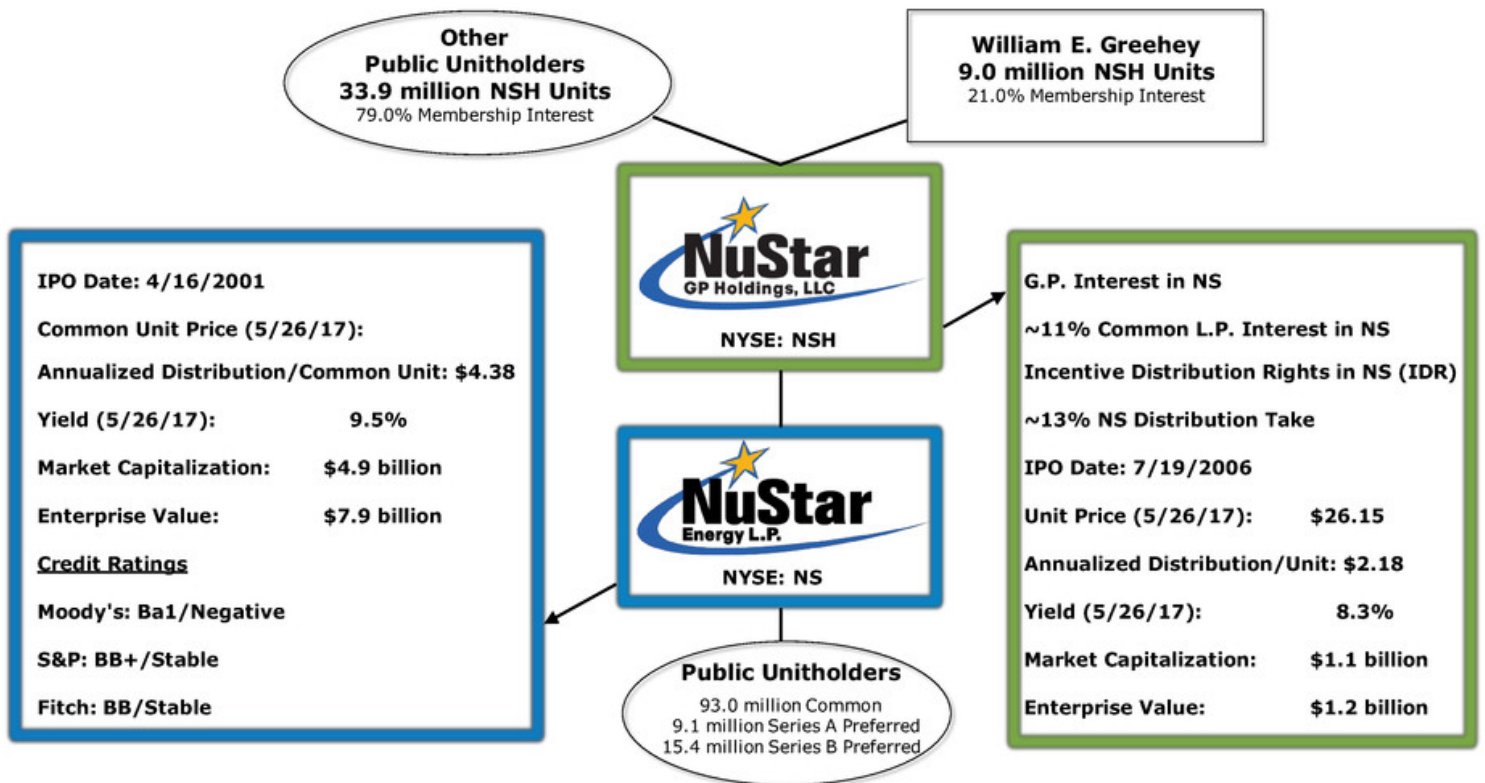 Other
Public Unitholders
33.9 million NSH Units
79.0% Membership Interest
William E. Greehey
9.0 million NSH Units
21.0% Membership Interest
NuStar
GP Holdings, LLC
NYSE: NSH
IPO Date: 4/16/2001
Common Unit Price (5/26/17):
Annualized Distribution/Common Unit: $4.38
Yield (5/26/17): 9.5%
Market Capitalization: $4.9 billion
Enterprise Value: $7.9 billion
Credit Ratings
Moody's: Ba1/Negative
S&P: BB+/Stable
Fitch: BB/Stable
NuStar
Energy L.P.
NYSE: NS
Public Unitholders
93.0 million Common
9.1 million Series A Preferred
15.4 million Series B Preferred
G.P. Interest in NS
~11% Common L.P. Interest in NS
Incentive Distribution Rights in NS (IDR)
~13% NS Distribution Take
IPO Date: 7/19/2006
Unit Price (5/26/17): $26.15
Annualized Distribution/Unit: $2.18
Yield (5/26/17): 8.3%
Market Capitalization: $1.1 billion
Enterprise Value: $1.2 billion